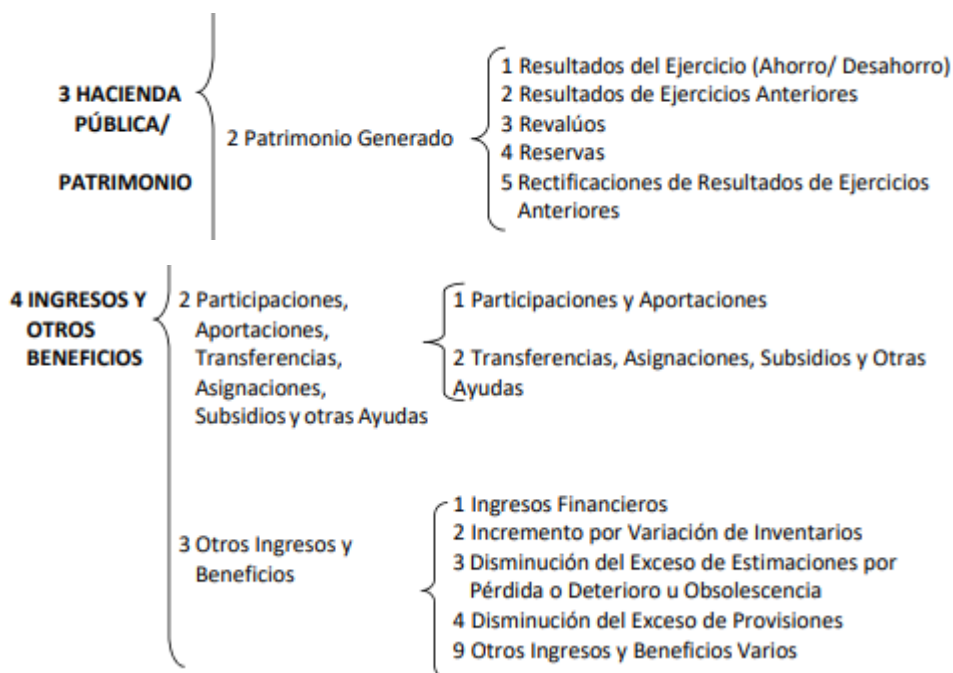 3 HACIENDA
PÚBLICA/
PATRIMONIO
2 Patrimonio Generado
1 Resultados del Ejercicio (Ahorro/ Desahorro)
2 Resultados de Ejercicios Anteriores
3 Revalúos
4 Reservas
5 Rectificaciones de Resultados de Ejercicios
Anteriores
4 INGRESOS Y
OTROS
BENEFICIOS
2 Participaciones,
Aportaciones,
Transferencias,
Asignaciones,
Subsidios y otras Ayudas
1 Participaciones y Aportaciones
2 Transferencias, Asignaciones, Subsidios y Otras
Ayudas
3 Otros Ingresos y
Beneficios
1 Ingresos Financieros
2 Incremento por Variación de Inventarios
3 Disminución del Exceso de Estimaciones por
Pérdida o Deterioro u Obsolescencia
4 Disminución del Exceso de Provisiones
9 Otros Ingresos y Beneficios Varios